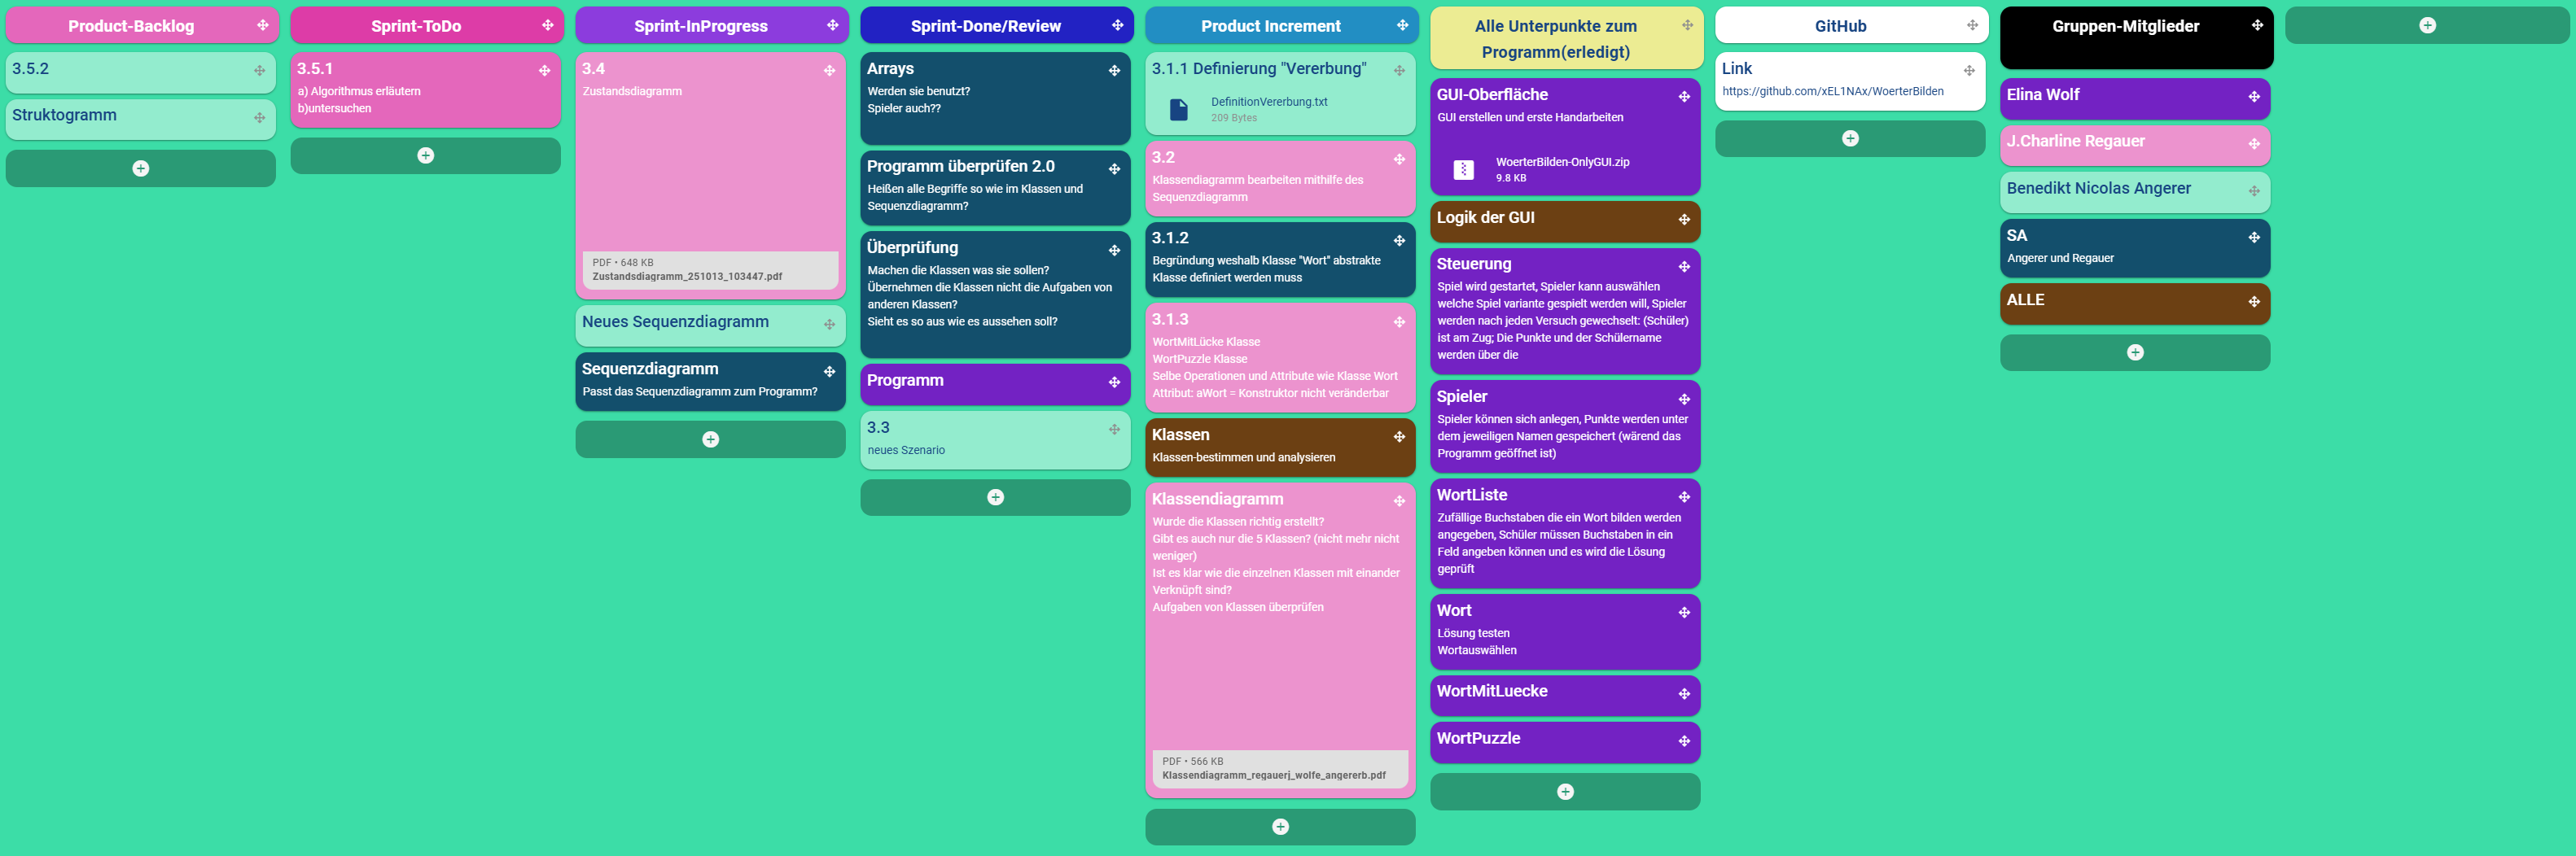 Product-Backlog
3.5.2
Struktogramm
Sprint-ToDo
3.5.1
a) Algorithmus erläutern
b)untersuchen
Sprint-InProgress
3.4
Zustandsdiagramm
PDF • 648 KB
Zustandsdiagramm_251013_103447.pdf
Neues Sequenzdiagramm
Sequenzdiagramm
Passt das Sequenzdiagramm zum Programm?
Sprint-Done/Review
Arrays
Werden sie benutzt?
Spieler auch??
Programm überprüfen 2.0
Heißen alle Begriffe so wie im Klassen und
Sequenzdiagramm?
Überprüfung
Machen die Klassen was sie sollen?
Übernehmen die Klassen nicht die Aufgaben von
anderen Klassen?
Sieht es so aus wie es aussehen soll?
Programm
3.3
neues Szenario
Product Increment
3.1.1 Definierung "Vererbung"
DefinitionVererbung.txt
209 Bytes
3.2
Klassendiagramm bearbeiten mithilfe des
Sequenzdiagramm
3.1.2
Begründung weshalb Klasse "Wort" abstrakte
Klasse definiert werden muss
3.1.3
WortMitLücke Klasse
WortPuzzle Klasse
Selbe Operationen und Attribute wie Klasse Wort
Attribut: aWort = Konstruktor nicht veränderbar
Klassen
Klassen-bestimmen und analysieren
Klassendiagramm
Wurde die Klassen richtig erstellt?
Gibt es auch nur die 5 Klassen? (nicht mehr nicht
weniger)
Ist es klar wie die einzelnen Klassen mit einander
Verknüpft sind?
Aufgaben von Klassen überprüfen
PDF • 566 KB
Klassendiagramm_regauerj_wolfe_angererb.pdf
Alle Unterpunkte zum
Programm(erledigt)
GUI-Oberfläche
GUI erstellen und erste Handarbeiten
WoerterBilden-OnlyGUI.zip
9.8 KB
Logik der GUI
Steuerung
Spiel wird gestartet, Spieler kann auswählen
welche Spiel variante gespielt werden will, Spieler
werden nach jeden Versuch gewechselt: (Schüler)
ist am Zug; Die Punkte und der Schülername
werden über die
Spieler
Spieler können sich anlegen, Punkte werden unter
dem jeweiligen Namen gespeichert (wärend das
Programm geöffnet ist)
WortListe
Zufällige Buchstaben die ein Wort bilden werden
angegeben, Schüler müssen Buchstaben in ein
Feld angeben können und es wird die Lösung
geprüft
Wort
Lösung testen
Wortauswählen
WortMitLuecke
WortPuzzle
GitHub
Link
https://github.com/xEL1NAx/WoerterBilden
Gruppen-Mitglieder
Elina Wolf
J.Charline Regauer
Benedikt Nicolas Angerer
SA
Angerer und Regauer
ALLE